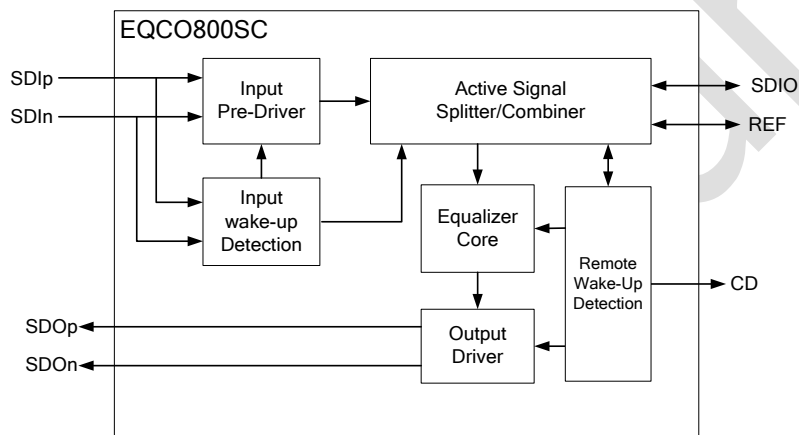 EQCO800SC
SDIp
SDIn
Input
Pre-Driver
Active Signal
Splitter/Combiner
SDIO
REF
Input
wake-up
Detection
Equalizer
Core
Remote
Wake-Up
Detection
CD
SDOp
SDOn
Output
Driver